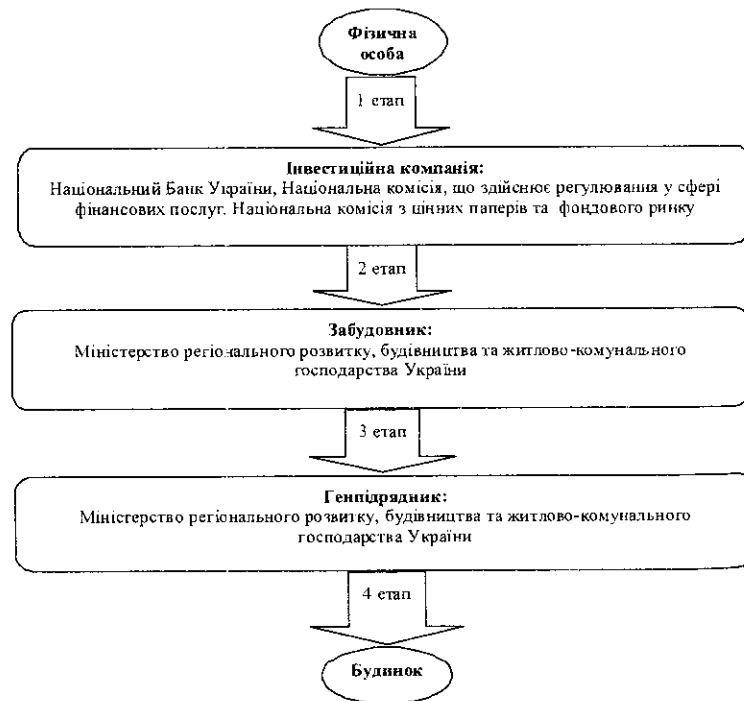 Фізична
особа
1 етап
Інвестиційна компанія:
Національний Банк України, Національна комісія, що здійснює регулювання у сфері
фінансових послуг. Національна комісія з цінних паперів та фондового ринку
2 етап
Забудовник:
Міністерство регіонального розвитку, будівництва та житлово-комунального
господарства України
3 етап
Генпідрядник:
Міністерство регіонального розвитку, будівництва та житлово-комунального
господарства України
4 етап
Будинок